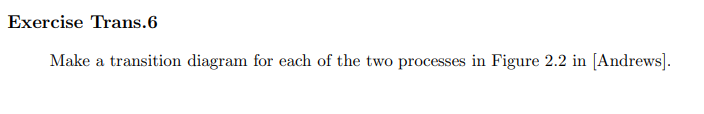 Exercise Trans.6
Make a transition diagram for each of the two processes in Figure 2.2 in [Andrews].